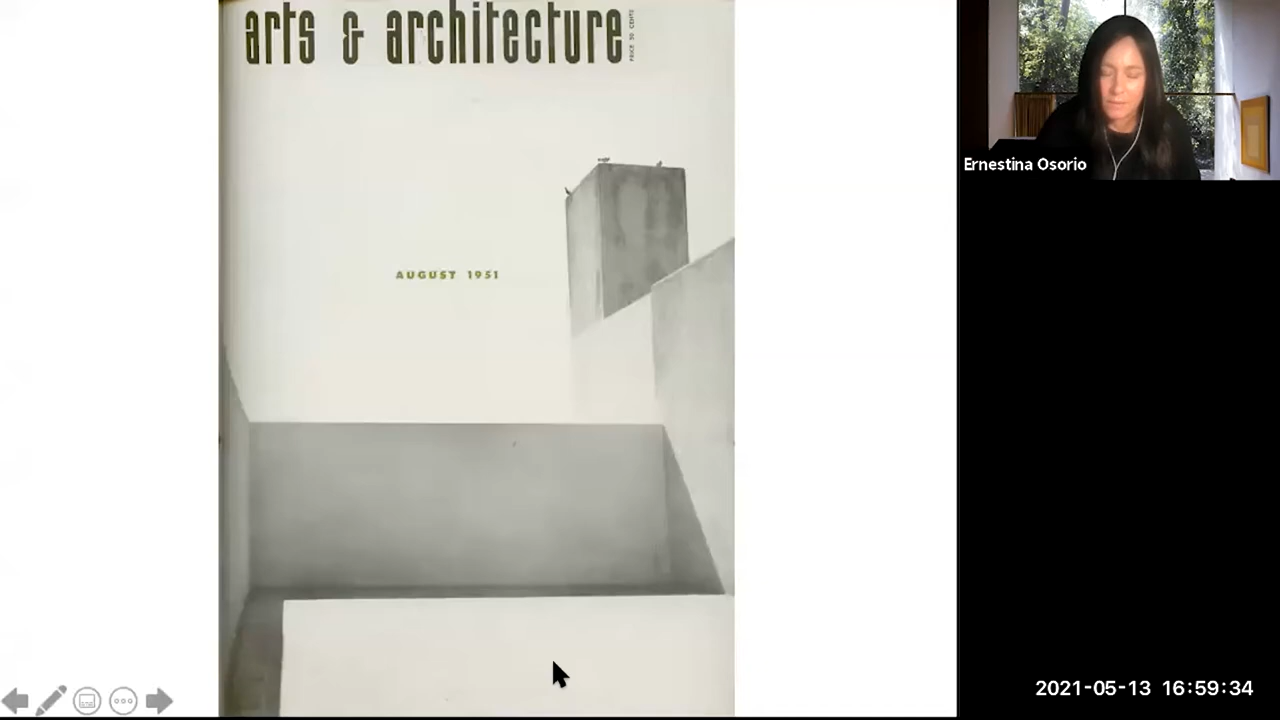 arts & architecture
PRICE 50 CENTS
AUGUST 1951
Ernestina Osorio
2021-05-13 16:59:34